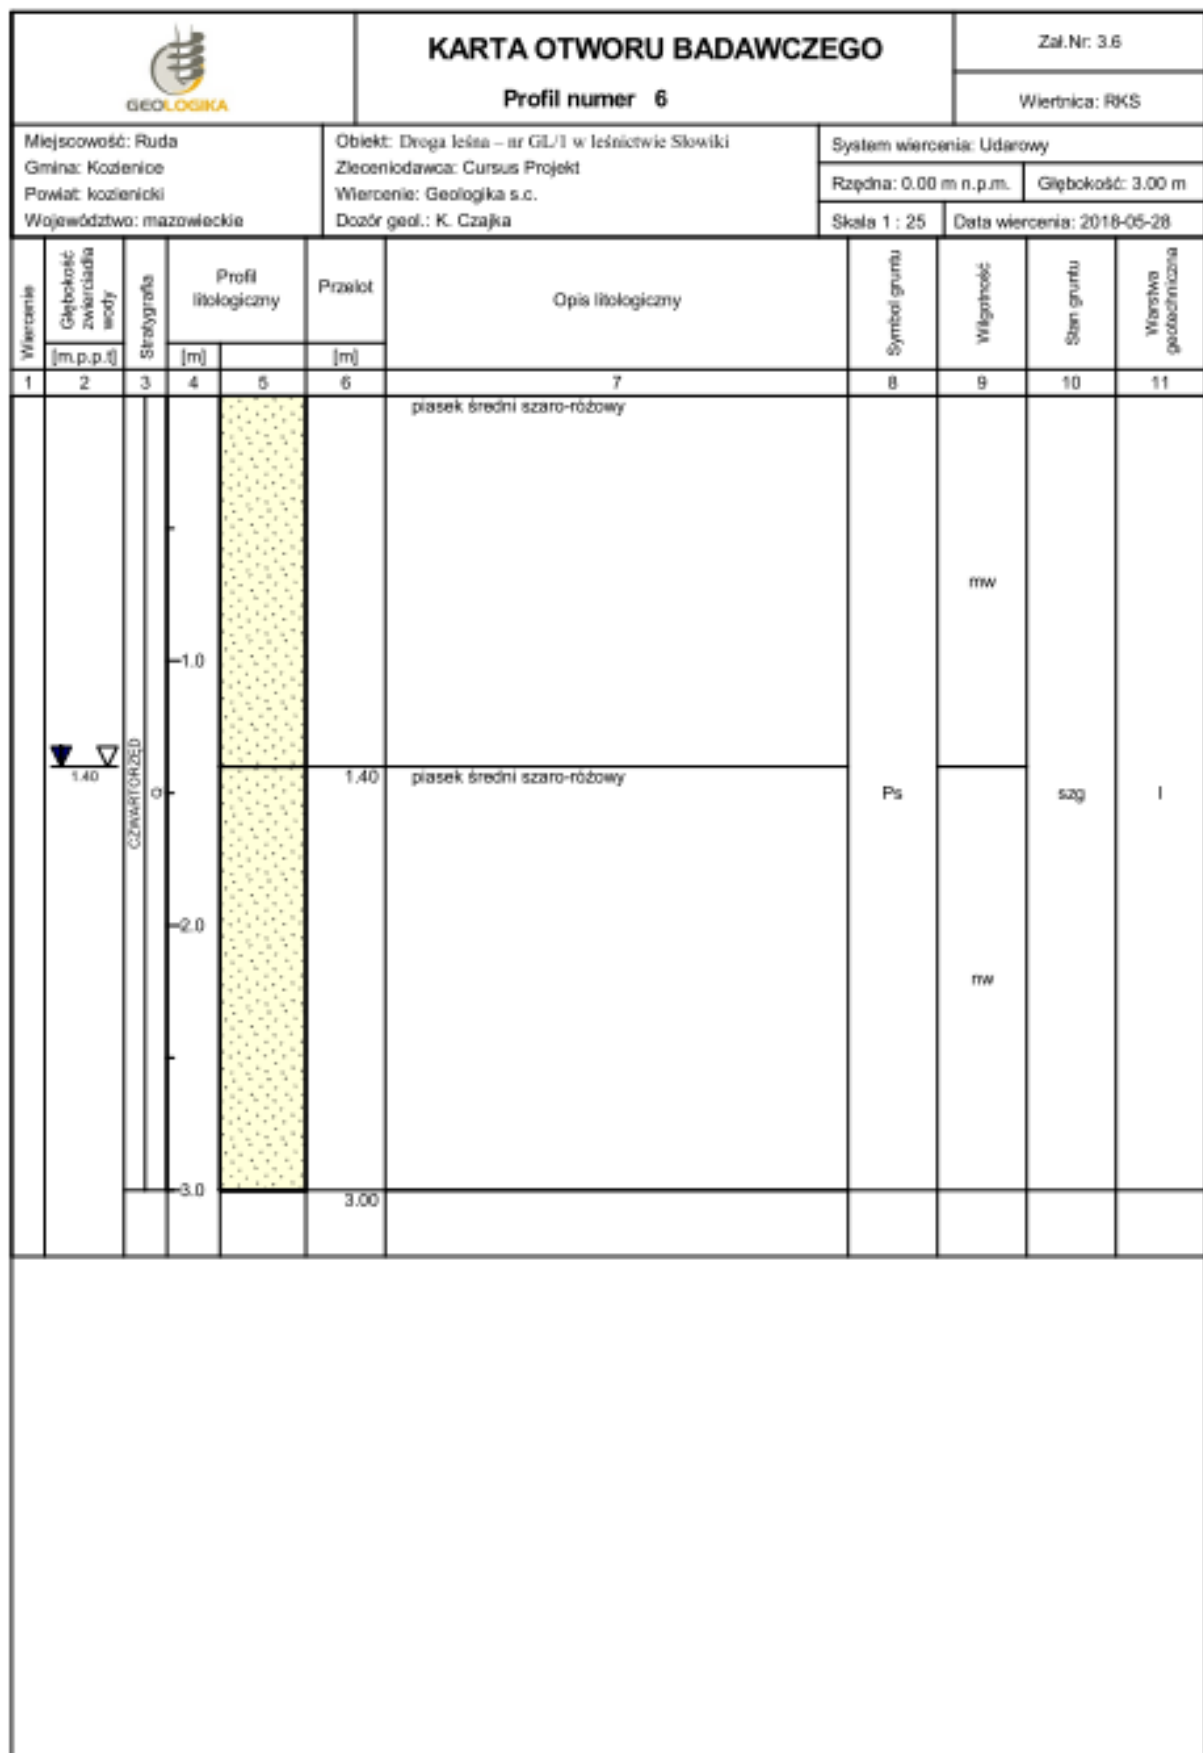 GEOLOGIKA
KARTA OTWORU BADAWCZEGO
Profil numer 6
Zał.Nr: 3.6
Wiertnica: RKS
Miejscowość: Ruda
Gmina: Kozienice
Powiat: kozienicki
Województwo: mazowieckie
Obiekt: Droga leśna – nr GL/1 w leśnictwie Słowiki
Zleceniodawca: Cursus Projekt
Wiercenie: Geologika s.c.
Dozór geol.: K. Czajka
System wiercenia: Udarowy
Rzędna: 0.00 m n.p.m.
Głębokość: 3.00 m
Skala 1 : 25
Data wiercenia: 2018-05-28
Wiercenie
Głębokość
zwierciadła
wody
[m.p.p.t]
Stratygrafia
Profil
litologiczny
[m]
Przelot
[m]
Opis litologiczny
Symbol gruntu
Wilgotność
Stan gruntu
Warstwa
geotechniczna
1 2 3 4 5 6 7 8 9 10 11
piasek średni szaro-różowy
mw
1.0
1.40
CZWARTORZĘD
1.40
piasek średni szaro-różowy
Ps
szg
I
2.0
nw
3.0
3.00